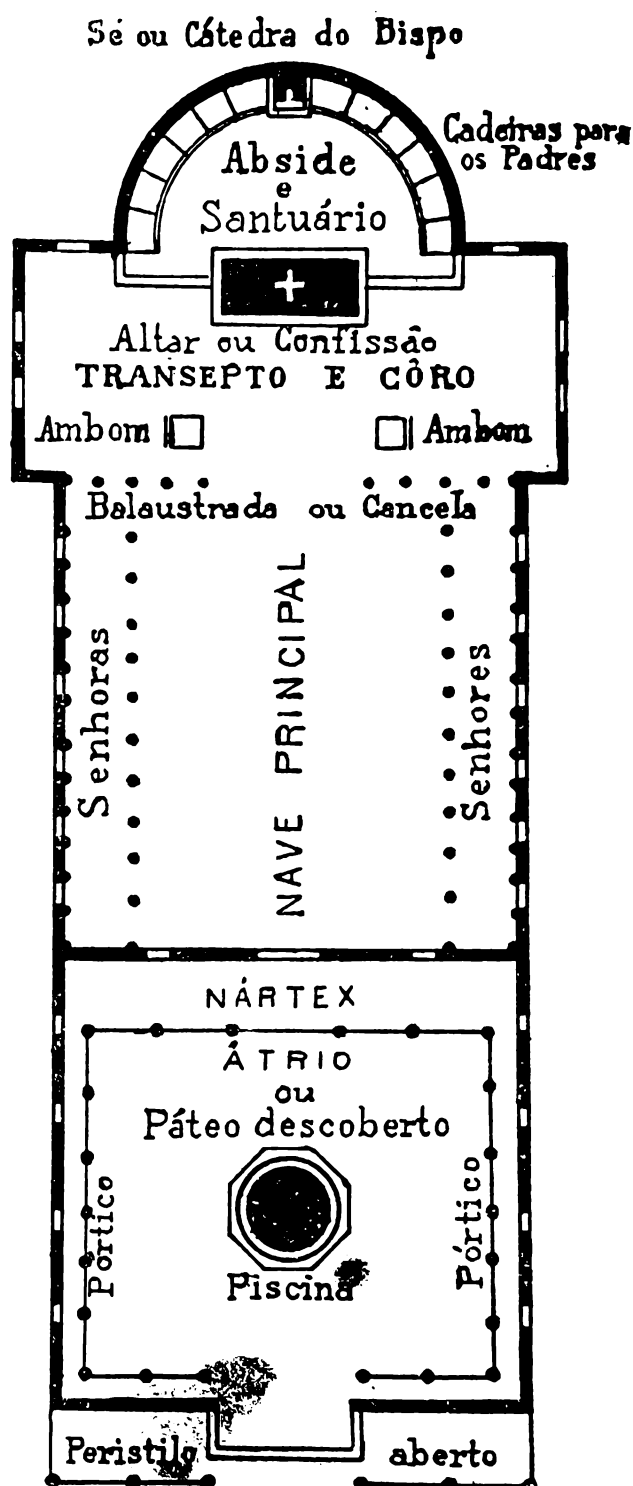 Sé ou Cátedra do Bispo
Cadeiras para
os Padres
Abside
e
Santuário
Altar ou Confissão
TRANSEPTO E CÔRO
Ambom
Ambom
Balaustrada ou Cancela
Senhoras
NAVE PRINCIPAL
Senhores
NÁRTEX
ÁTRIO
ou
Páteo descoberto
Pórtico
Pórtico
Piscina
Peristilo aberto